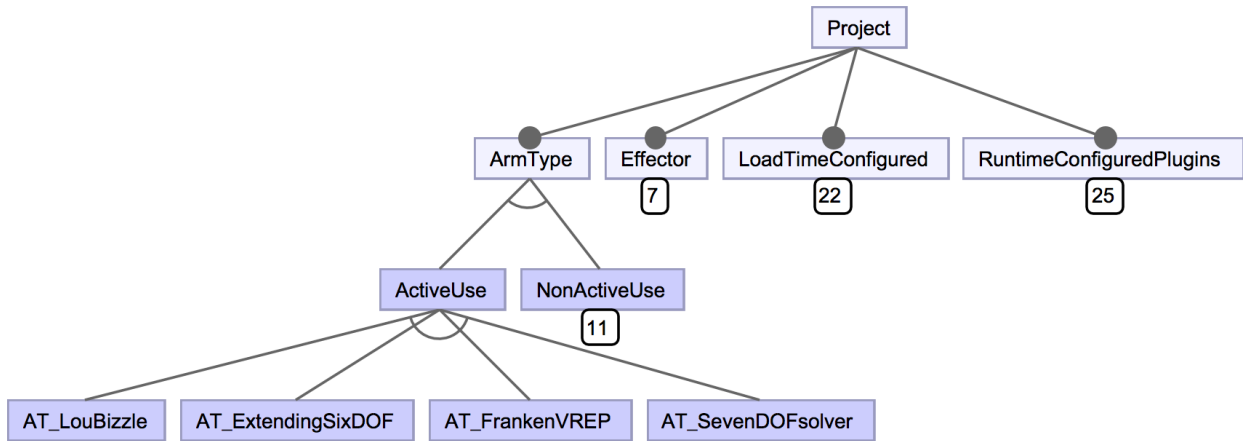 Project
ArmType
Effector
LoadTimeConfigured
RuntimeConfiguredPlugins
7
22
25
ActiveUse
NonActiveUse
11
AT_LouBizzle
AT_ExtendingSixDOF
AT_FrankenVREP
AT_SevenDOFsolver